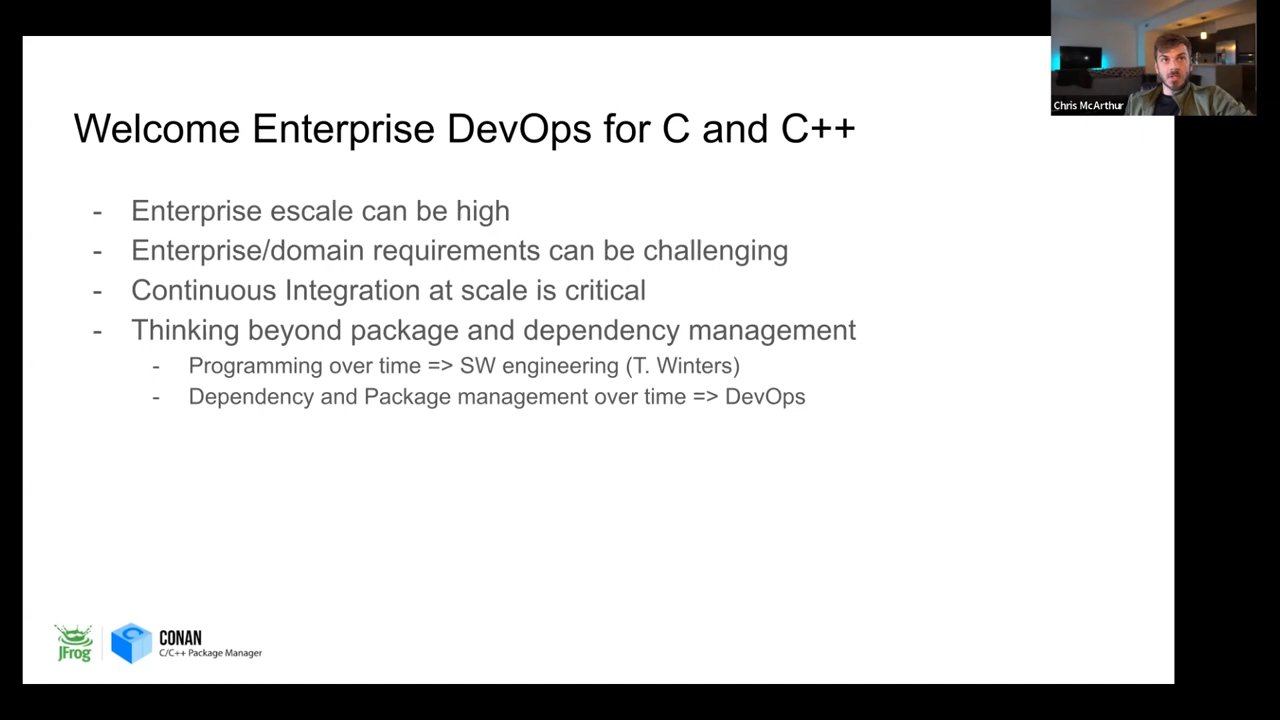 Welcome Enterprise DevOps for C and C++
- Enterprise escale can be high
- Enterprise/domain requirements can be challenging
- Continuous Integration at scale is critical
- Thinking beyond package and dependency management
- Programming over time => SW engineering (T. Winters)
- Dependency and Package management over time => DevOps
Chris McArthur
JFrog
CONAN
C/C++ Package Manager